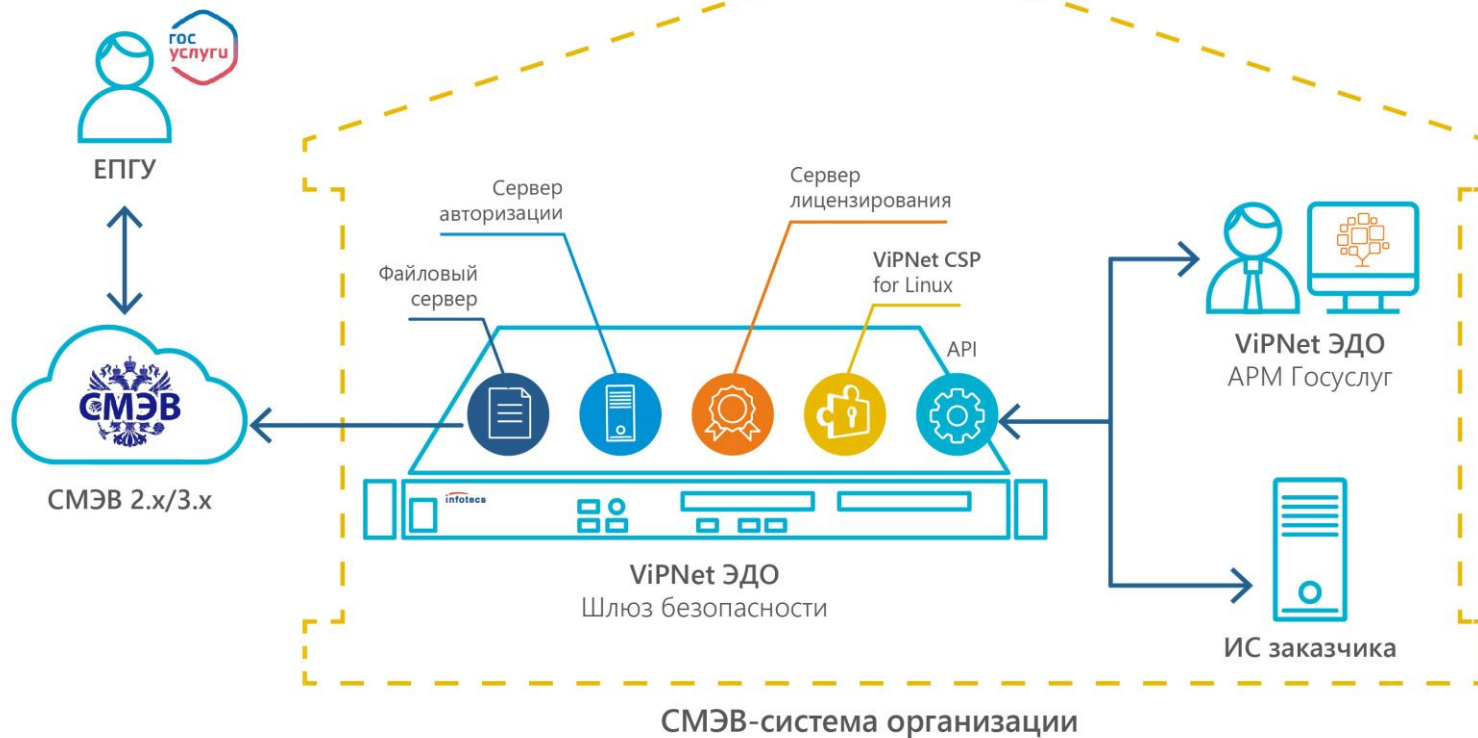 гос
услуги
ЕПГУ
СМЭВ
СМЭВ 2.x/3.x
Файловый
сервер
Сервер
авторизации
Сервер
лицензирования
ViPNet CSP
for Linux
API
infotecs
ViPNet ЭДО
Шлюз безопасности
ViPNet ЭДО
АРМ Госуслуг
ИС заказчика
СМЭВ-система организации